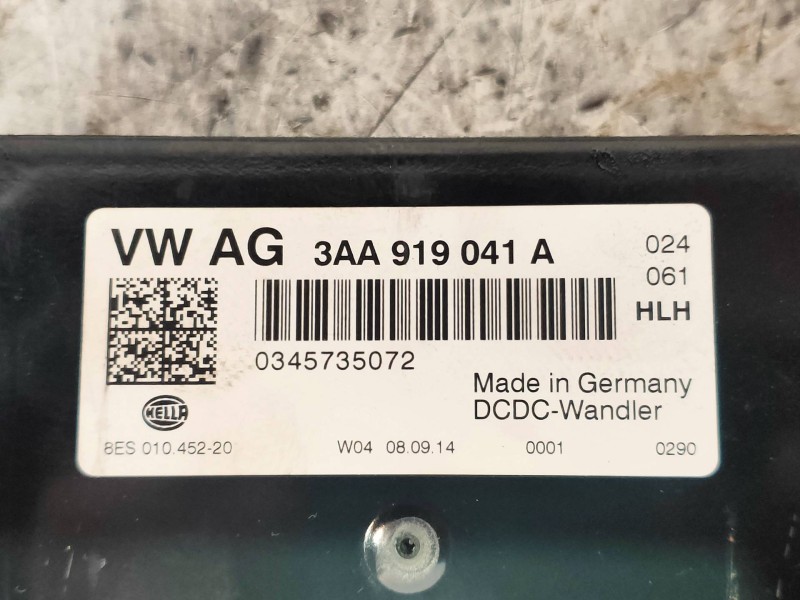 VW AG 3AA 919 041 A 024
061
HLH
0345735072
Made in Germany
DCDC-Wandler
HELLA
8ES 010.452-20 W04 08.09.14 0001 0290